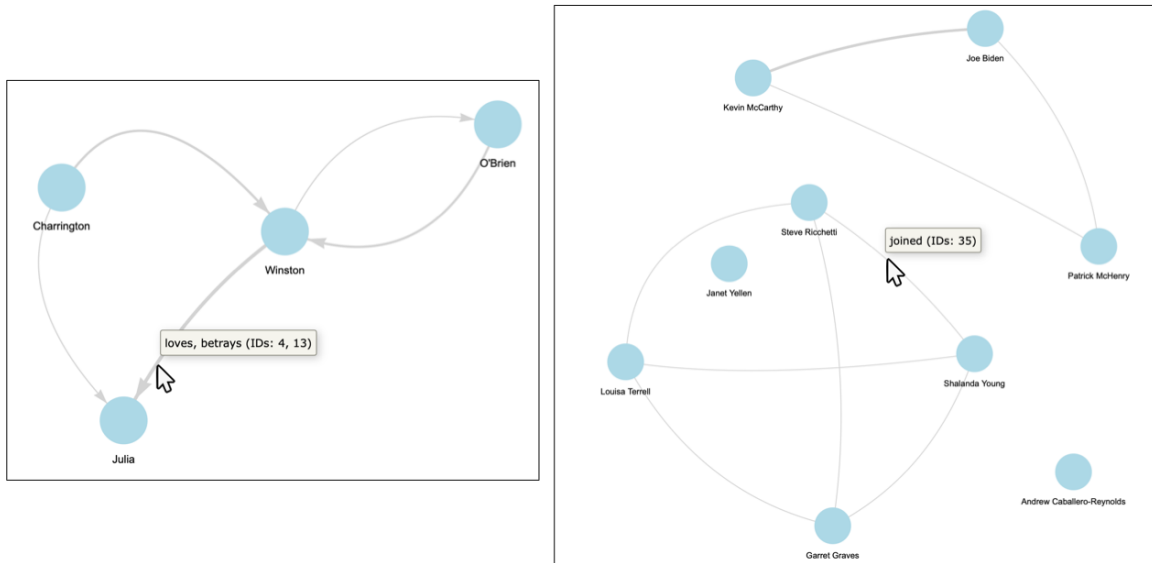 O'Brien
Charrington
Winston
loves, betrays (IDs: 4, 13)
Julia
Joe Biden
Kevin McCarthy
Steve Ricchetti
joined (IDs: 35)
Patrick McHenry
Janet Yellen
Louisa Terrell
Shalanda Young
Andrew Caballero-Reynolds
Garret Graves